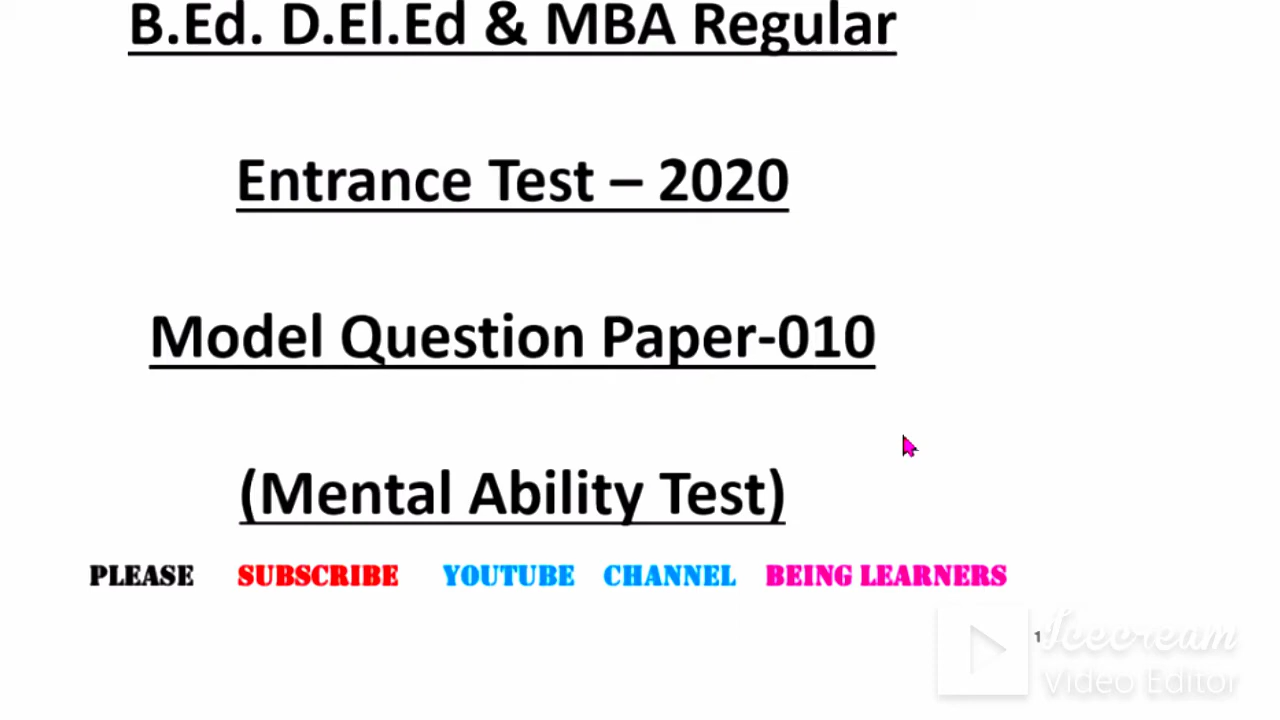 B.Ed. D.El.Ed & MBA Regular
Entrance Test – 2020
Model Question Paper-010
(Mental Ability Test)
PLEASE SUBSCRIBE YOUTUBE CHANNEL BEING LEARNERS
1
Icecream
Video Editor